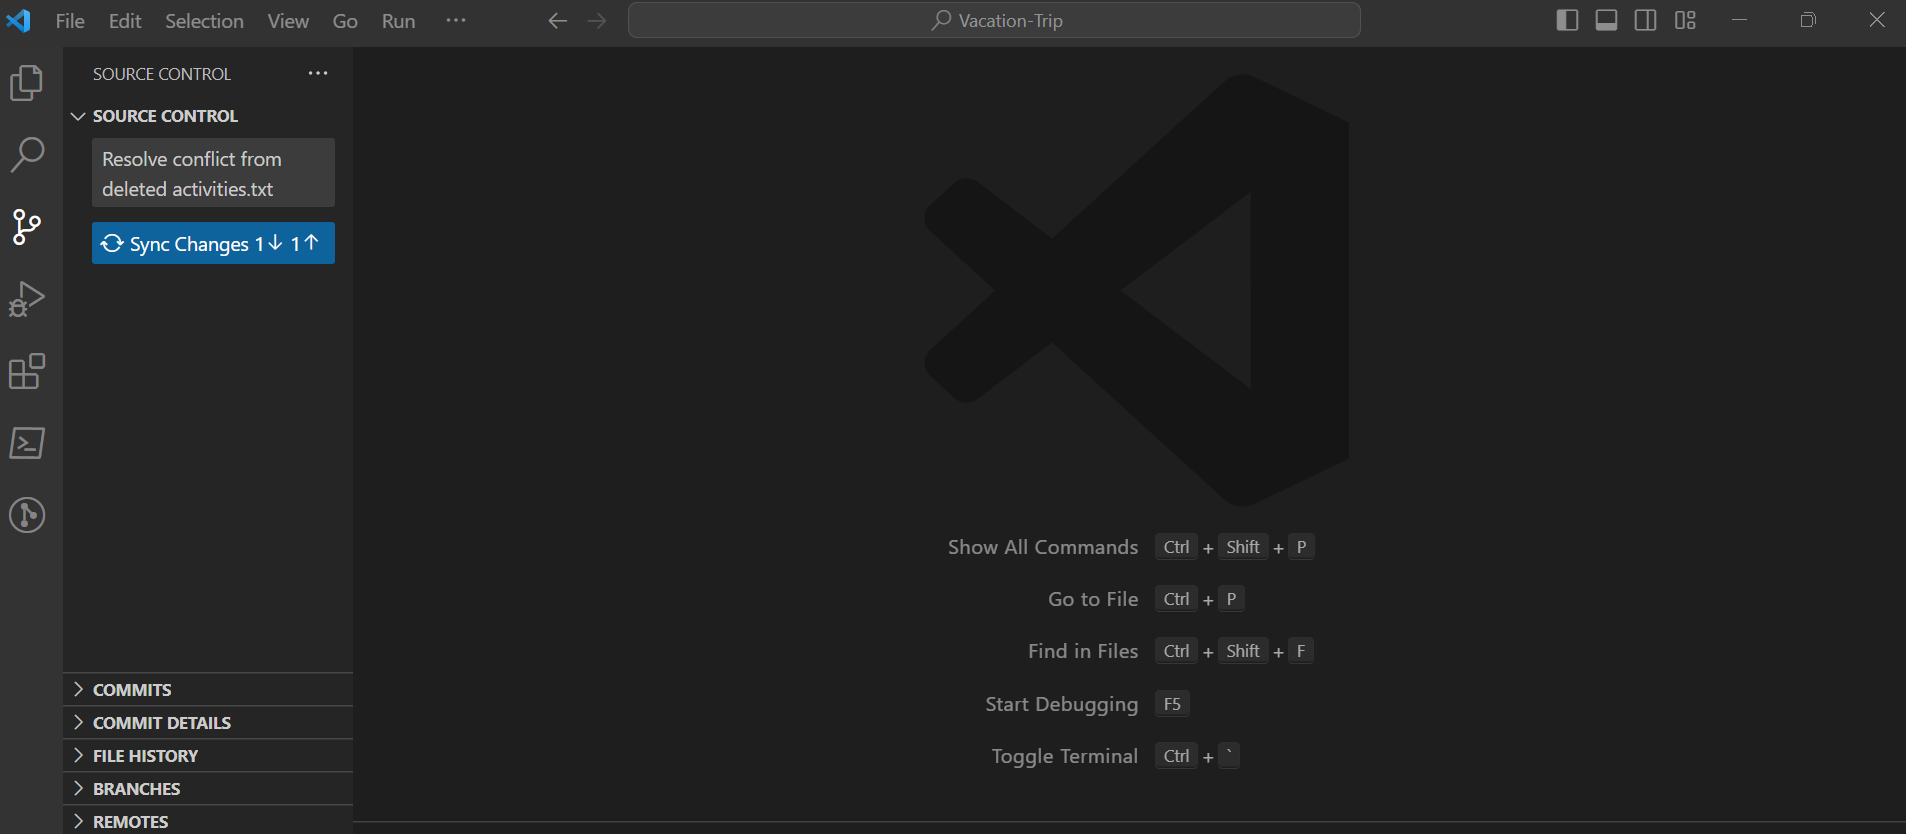 File Edit Selection View Go Run ··· Vacation-Trip
SOURCE CONTROL ···
SOURCE CONTROL
Resolve conflict from
deleted activities.txt
Sync Changes 1↓ 1↑
Show All Commands Ctrl + Shift + P
Go to File Ctrl + P
Find in Files Ctrl + Shift + F
Start Debugging F5
Toggle Terminal Ctrl + `
COMMITS
COMMIT DETAILS
FILE HISTORY
BRANCHES
REMOTES